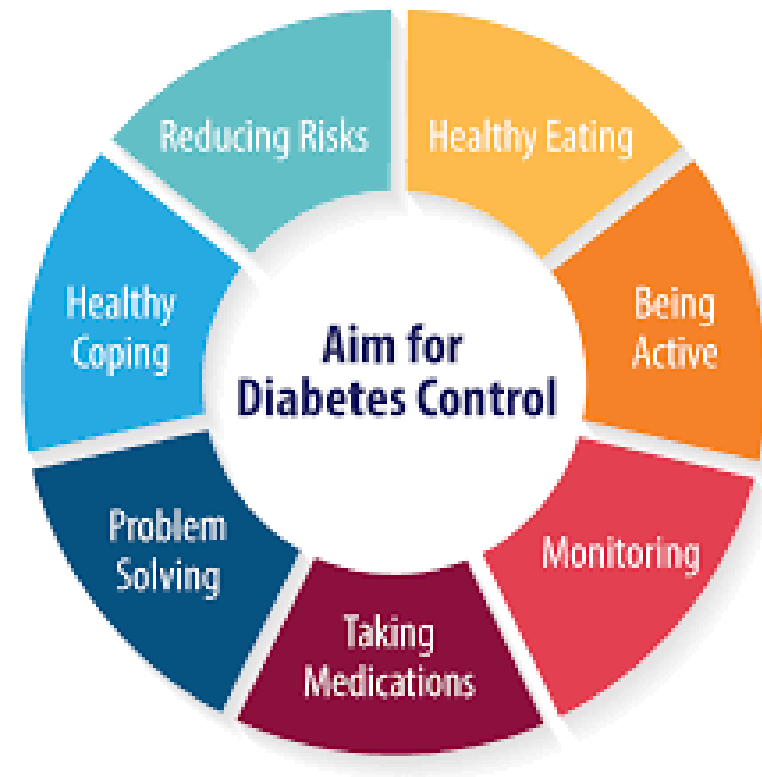 Reducing Risks
Healthy Eating
Being
Active
Monitoring
Taking
Medications
Problem
Solving
Healthy
Coping
Aim for
Diabetes Control